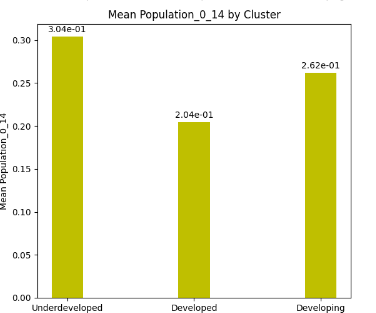 Mean Population_0_14 by Cluster
3.04e-01
2.04e-01
2.62e-01
Mean Population_0_14
0.30
0.25
0.20
0.15
0.10
0.05
0.00
Underdeveloped
Developed
Developing